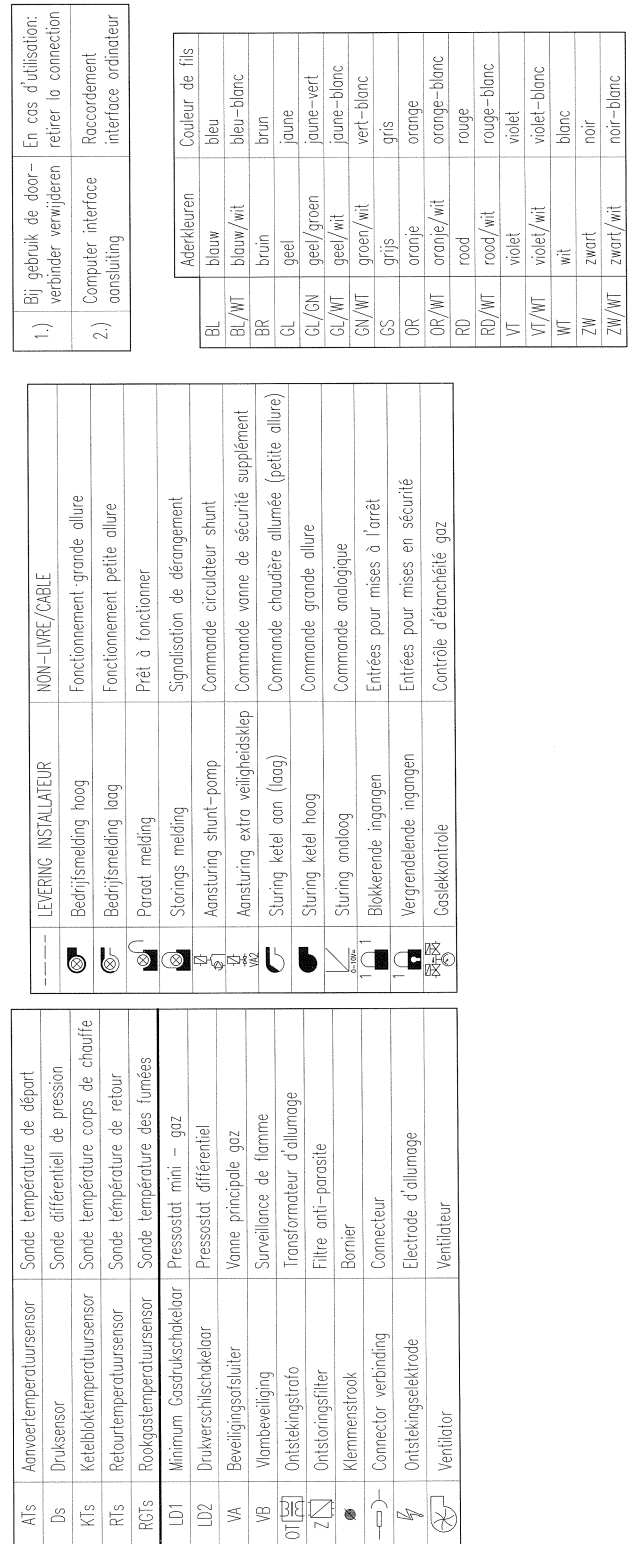 ATs Aanvoertemperatuursensor Sonde température de départ
Ds Druksensor Sonde différentiell de pression
KTs Ketelbloktemperatuursensor Sonde température corps de chauffe
RTs Retourtemperatuursensor Sonde température de retour
RGTs Rookgastemperatuursensor Sonde température des fumées
LD1 Minimum Gasdrukschakelaar Pressostat mini – gaz
LD2 Drukverschilschakelaar Pressostat différentiel
VA Beveiligingsafsluiter Vanne principale gaz
VB Vlambeveiliging Surveillance de flamme
OT Ontstekingstrafo Transformateur d'allumage
Z Ontstoringsfilter Filtre anti–parasite
Klemmenstrook Bornier
Connector verbinding Connecteur
Ontstekingselektrode Electrode d'allumage
Ventilator Ventilateur
LEVERING INSTALLATEUR NON–LIVRE/CABLE
Bedrijfsmelding hoog Fonctionnement grande allure
Bedrijfsmelding laag Fonctionnement petite allure
Paraat melding Prêt à fonctionner
Storings melding Signalisation de dérangement
Aansturing shunt–pomp Commande circulateur shunt
VA2 Aansturing extra veiligheidsklep Commande vanne de sécurité supplément
Sturing ketel aan (laag) Commande chaudière allumée (petite allure)
Sturing ketel hoog Commande grande allure
0–10V= Sturing analoog Commande analogique
1 1 Blokkerende ingangen Entrées pour mises à l'arrêt
1 1 Vergrendelende ingangen Entrées pour mises en sécurité
Gaslekkontrole Contrôle d'étanchéité gaz
1.) Bij gebruik de door– En cas d'utilisation:
verbinder verwijderen retirer la connection
2.) Computer interface Raccordement
aansluiting interface ordinateur
Aderkleuren Couleur de fils
BL blauw bleu
BL/WT blauw/wit bleu–blanc
BR bruin brun
GL geel jaune
GL/GN geel/groen jaune–vert
GL/WT geel/wit jaune–blanc
GN/WT groen/wit vert–blanc
GS grijs gris
OR oranje orange
OR/WT oranje/wit orange–blanc
RD rood rouge
RD/WT rood/wit rouge–blanc
VT violet violet
VT/WT violet/wit violet–blanc
WT wit blanc
ZW zwart noir
ZW/WT zwart/wit noir–blanc